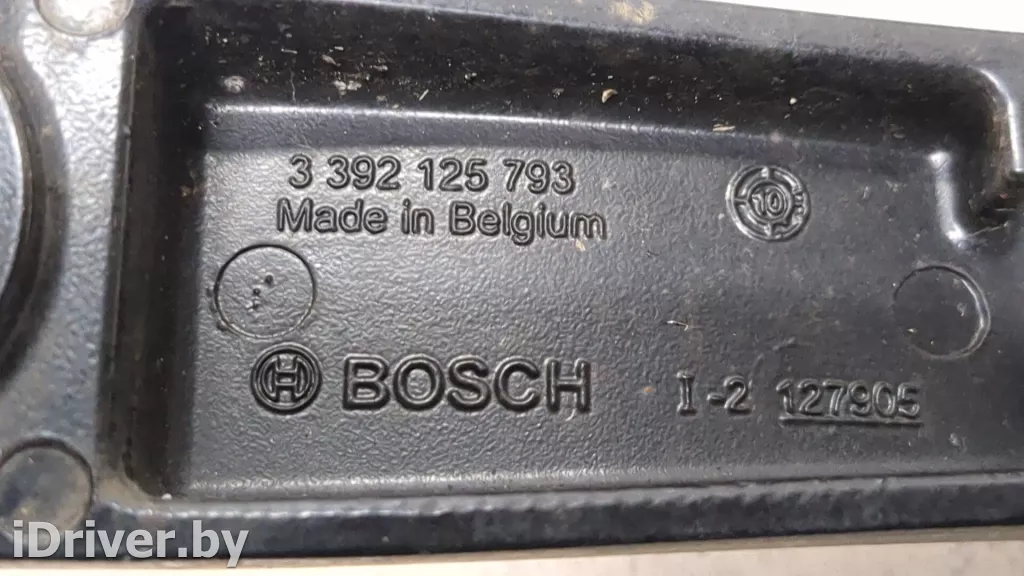 3 392 125 793
Made in Belgium
10
BOSCH
I-2 127905
iDriver.by